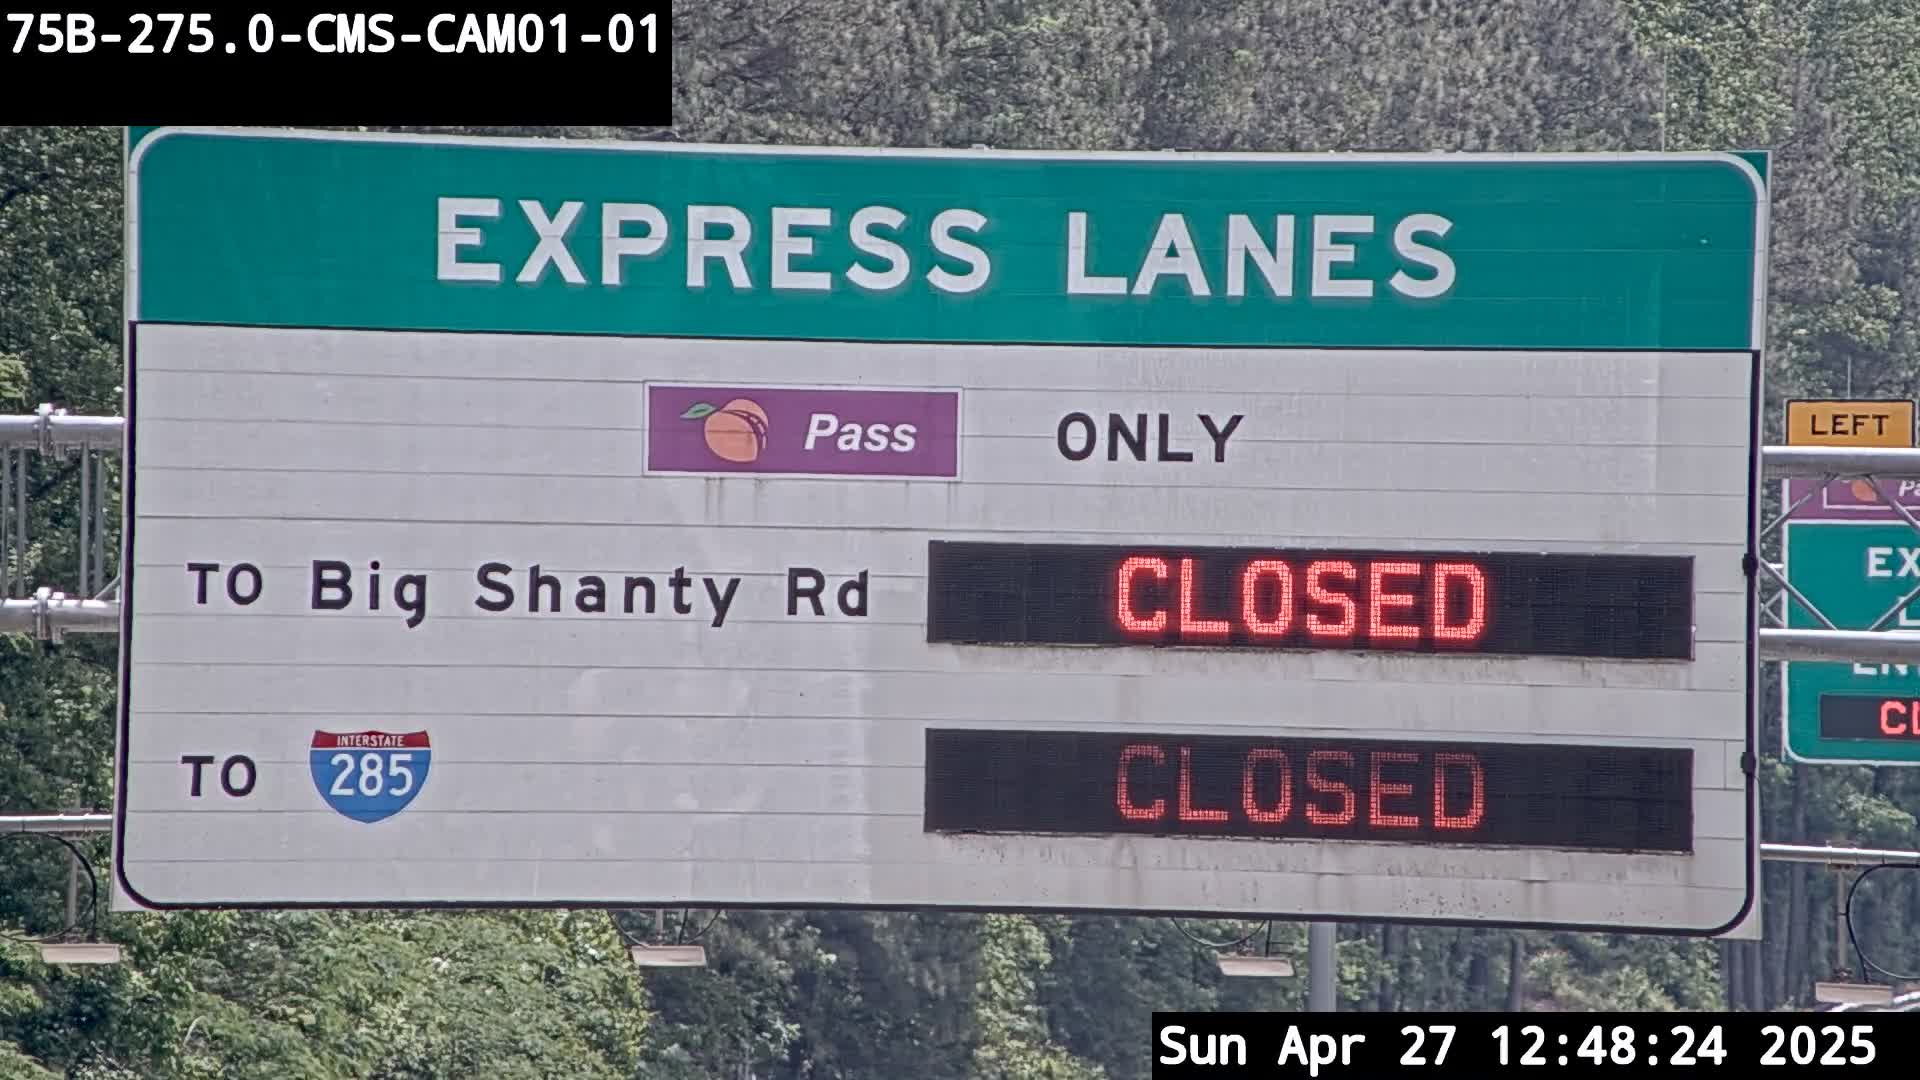 75B-275.0-CMS-CAM01-01
EXPRESS LANES
Pass ONLY
TO Big Shanty Rd CLOSED
TO INTERSTATE 285 CLOSED
LEFT
EX
Sun Apr 27 12:48:24 2025